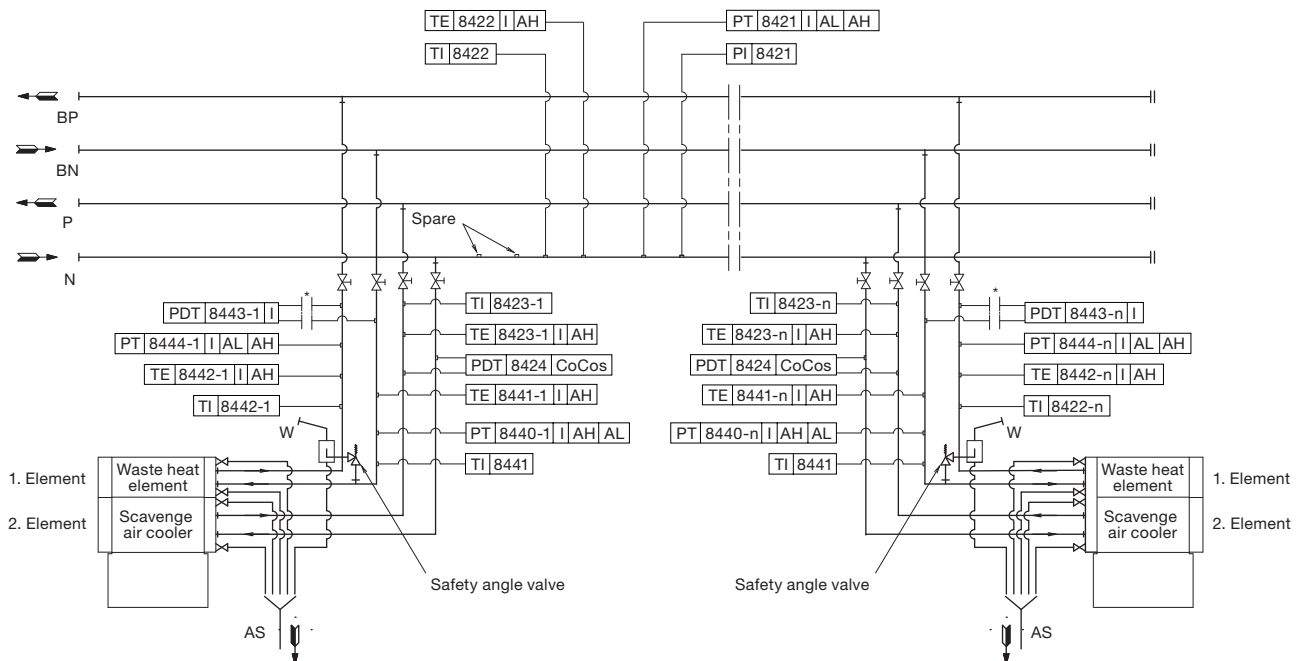 TE 8422 I AH
PT 8421 I AL AH
TI 8422
PI 8421
BP
BN
P
Spare
N
*
*
TI 8423-1
TI 8423-n
PDT 8443-1 I
PDT 8443-n I
TE 8423-1 I AH
TE 8423-n I AH
PT 8444-1 I AL AH
PT 8444-n I AL AH
PDT 8424 CoCos
PDT 8424 CoCos
TE 8442-1 I AH
TE 8442-n I AH
TE 8441-1 I AH
TE 8441-n I AH
TI 8442-1
TI 8422-n
W
W
PT 8440-1 I AH AL
PT 8440-n I AH AL
TI 8441
TI 8441
1. Element
Waste heat
element
Waste heat
element
1. Element
2. Element
Scavenge
air cooler
Scavenge
air cooler
2. Element
Safety angle valve
Safety angle valve
AS
AS